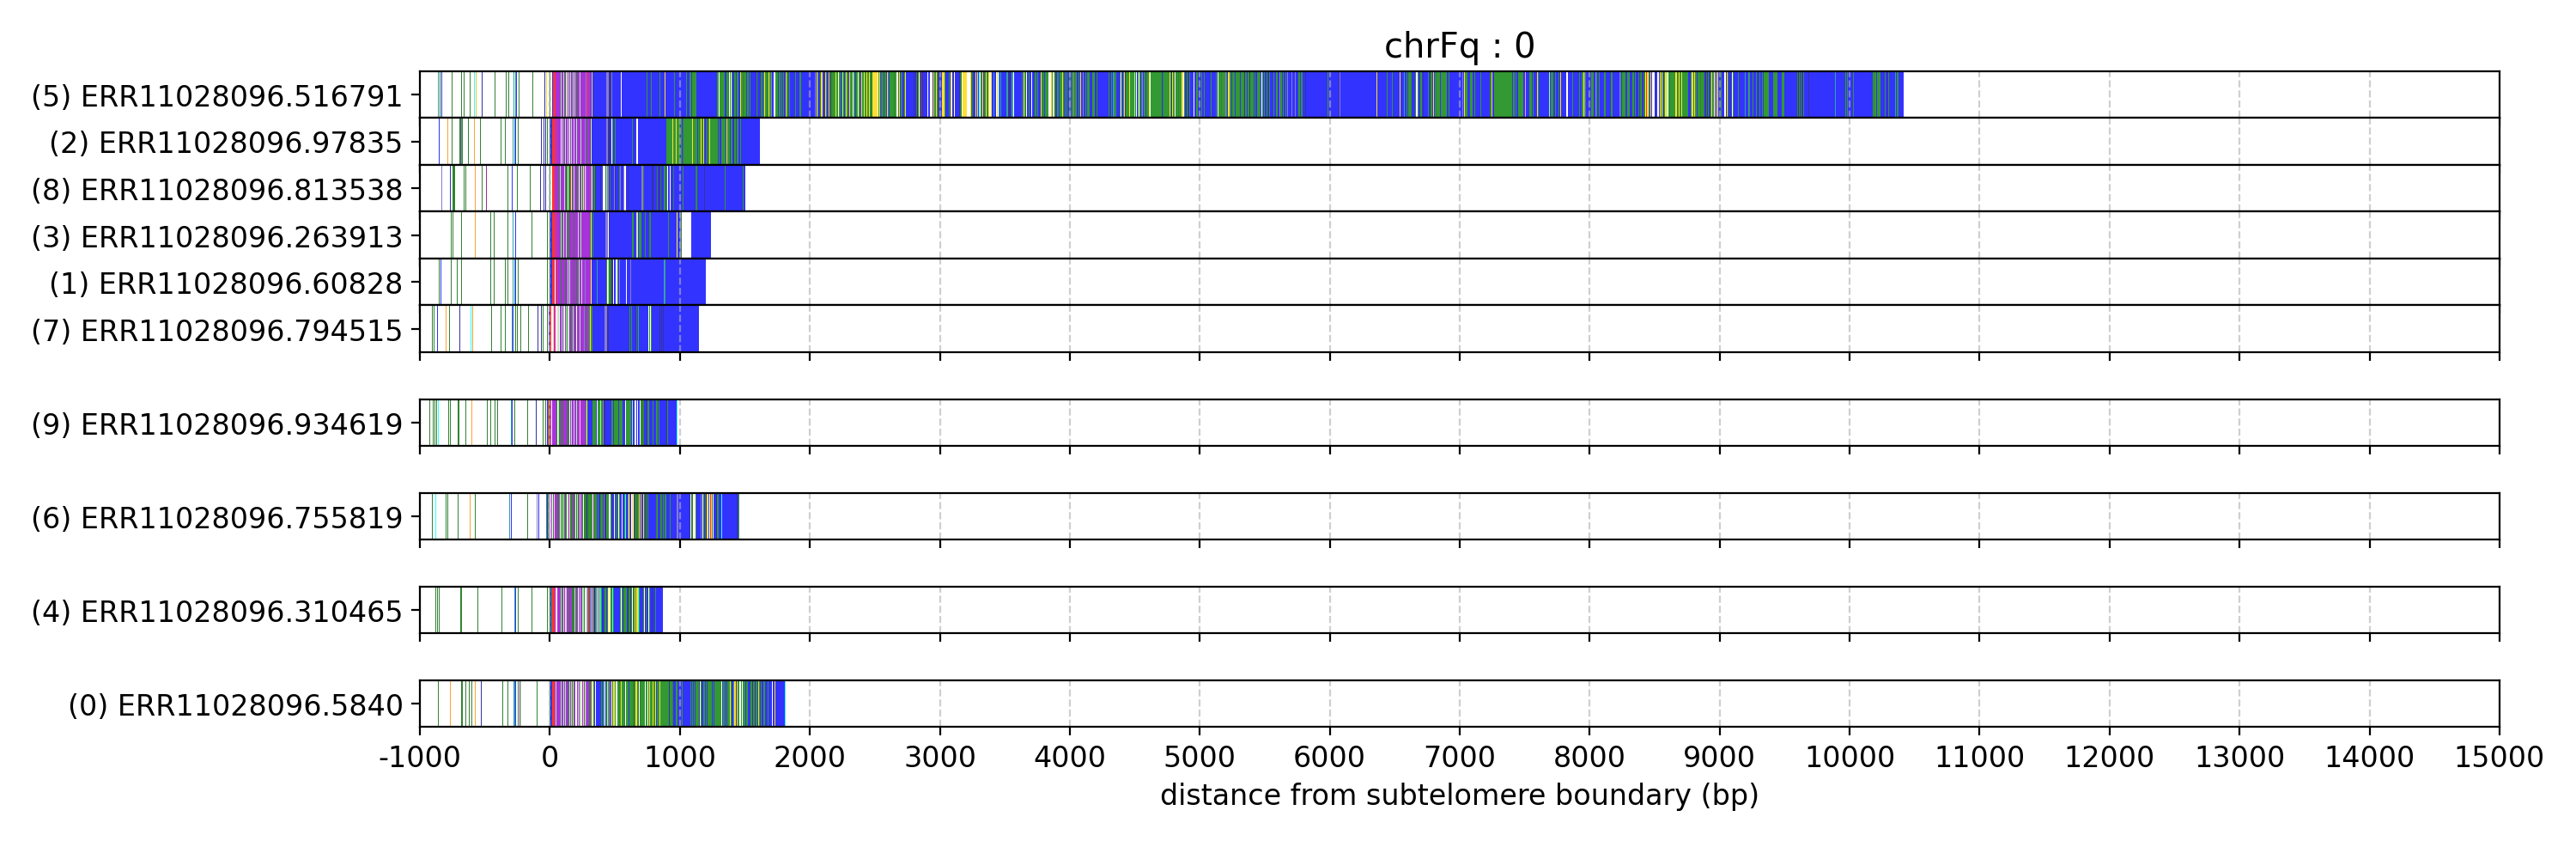 chrFq : 0
(5) ERR11028096.516791
(2) ERR11028096.97835
(8) ERR11028096.813538
(3) ERR11028096.263913
(1) ERR11028096.60828
(7) ERR11028096.794515
(9) ERR11028096.934619
(6) ERR11028096.755819
(4) ERR11028096.310465
(0) ERR11028096.5840
-1000 0 1000 2000 3000 4000 5000 6000 7000 8000 9000 10000 11000 12000 13000 14000 15000
distance from subtelomere boundary (bp)